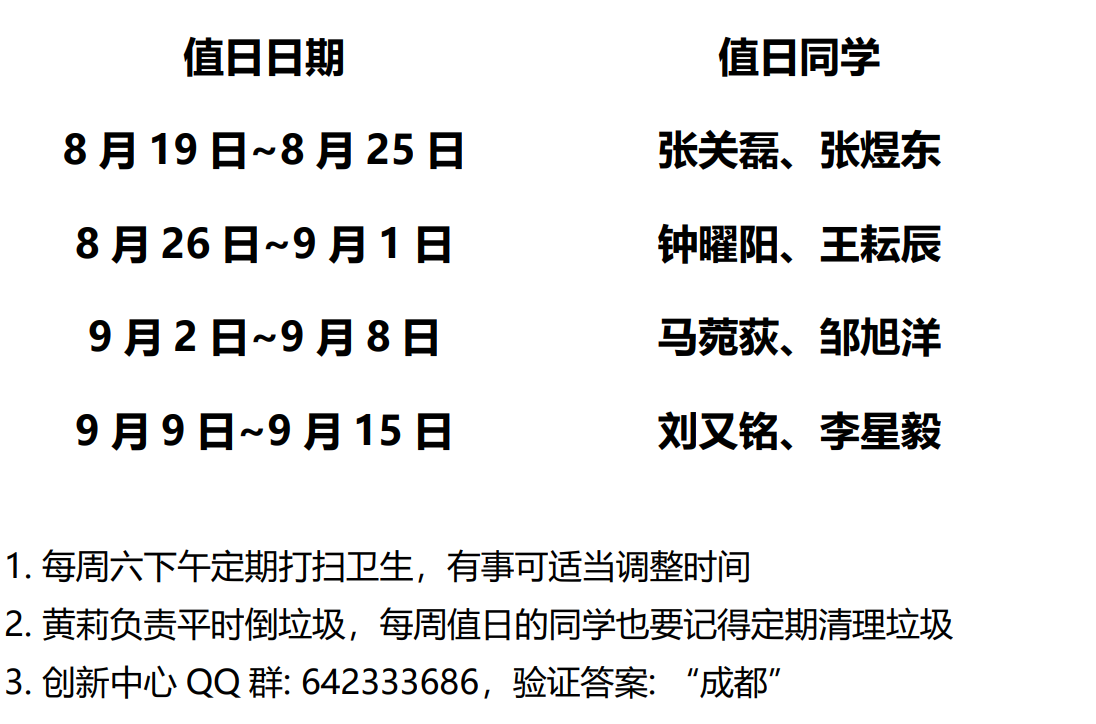 值日日期 值日同学
8 月 19 日~8 月 25 日 张关磊、张煜东
8 月 26 日~9 月 1 日 钟曜阳、王耘辰
9 月 2 日~9 月 8 日 马菀荻、邹旭洋
9 月 9 日~9 月 15 日 刘又铭、李星毅
1. 每周六下午定期打扫卫生，有事可适当调整时间
2. 黄莉负责平时倒垃圾，每周值日的同学也要记得定期清理垃圾
3. 创新中心 QQ 群: 642333686，验证答案: “成都”